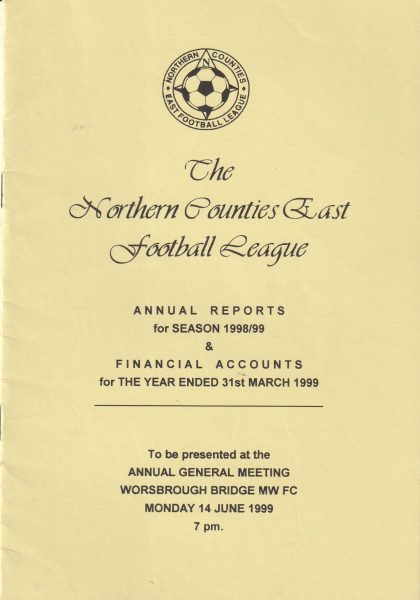 NORTHERN COUNTIES
EAST FOOTBALL LEAGUE
N
The
Northern Counties East
Football League
ANNUAL REPORTS
for SEASON 1998/99
&
FINANCIAL ACCOUNTS
for THE YEAR ENDED 31st MARCH 1999
To be presented at the
ANNUAL GENERAL MEETING
WORSBROUGH BRIDGE MW FC
MONDAY 14 JUNE 1999
7 pm.